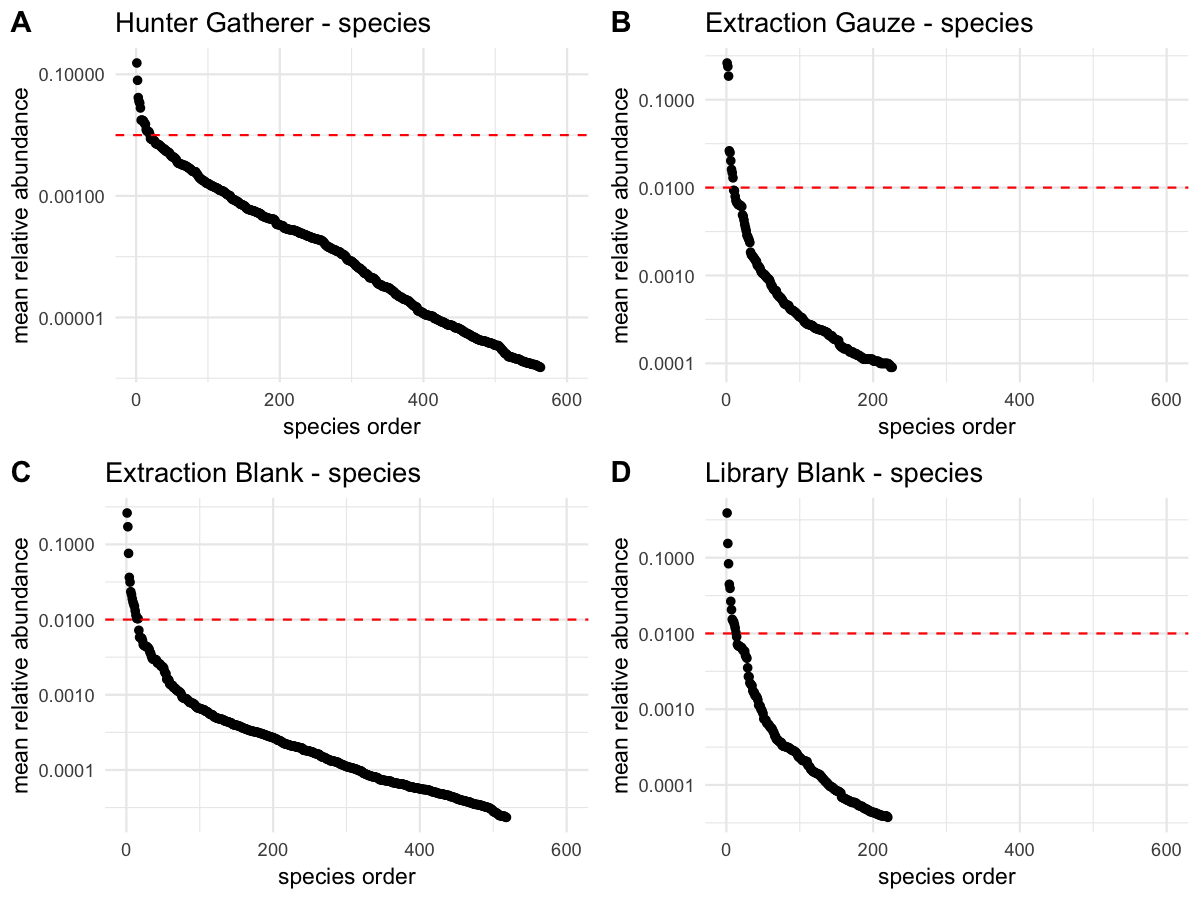 A
Hunter Gatherer - species
mean relative abundance
0.10000
0.00100
0.00001
0
200
400
600
species order
B
Extraction Gauze - species
mean relative abundance
0.1000
0.0100
0.0010
0.0001
0
200
400
600
species order
C
Extraction Blank - species
mean relative abundance
0.1000
0.0100
0.0010
0.0001
0
200
400
600
species order
D
Library Blank - species
mean relative abundance
0.1000
0.0100
0.0010
0.0001
0
200
400
600
species order